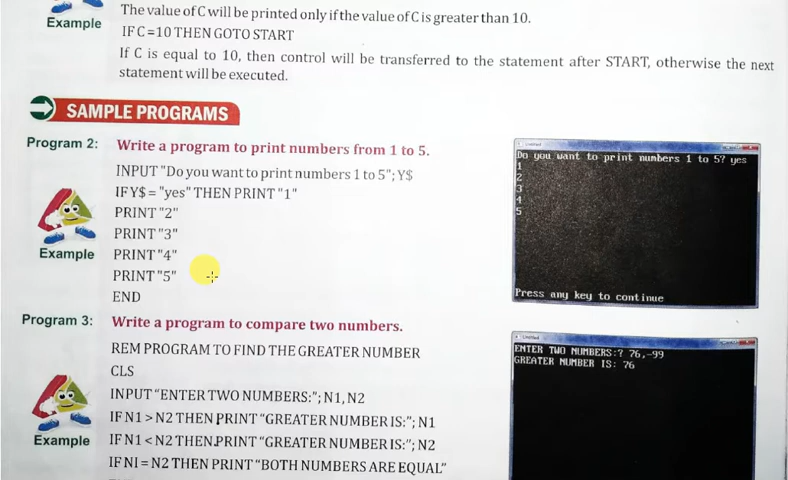 The value of C will be printed only if the value of C is greater than 10.
Example
IF C=10 THEN GOTO START
If C is equal to 10, then control will be transferred to the statement after START, otherwise the next
statement will be executed.
SAMPLE PROGRAMS
Program 2: Write a program to print numbers from 1 to 5.
INPUT "Do you want to print numbers 1 to 5"; Y$
IF Y$ = "yes" THEN PRINT "1"
PRINT "2"
PRINT "3"
Example
PRINT "4"
PRINT "5"
END
Do you want to print numbers 1 to 5? yes
1
2
3
4
5
Press any key to continue
Program 3: Write a program to compare two numbers.
REM PROGRAM TO FIND THE GREATER NUMBER
CLS
INPUT "ENTER TWO NUMBERS:"; N1, N2
IF N1 > N2 THEN PRINT "GREATER NUMBER IS:"; N1
Example
IF N1 < N2 THEN PRINT "GREATER NUMBER IS:"; N2
IF NI = N2 THEN PRINT "BOTH NUMBERS ARE EQUAL"
ENTER TWO NUMBERS:? 76,-99
GREATER NUMBER IS: 76